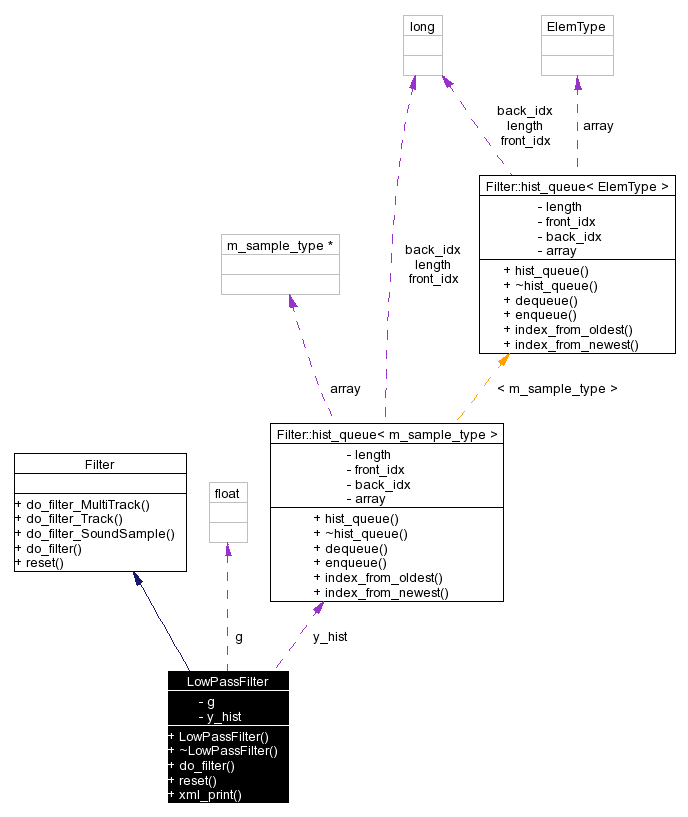 long
ElemType
back_idx
length
front_idx
array
Filter::hist_queue< ElemType >
- length
- front_idx
- back_idx
- array
+ hist_queue()
+ ~hist_queue()
+ dequeue()
+ enqueue()
+ index_from_oldest()
+ index_from_newest()
m_sample_type *
back_idx
length
front_idx
array
< m_sample_type >
Filter::hist_queue< m_sample_type >
- length
- front_idx
- back_idx
- array
+ hist_queue()
+ ~hist_queue()
+ dequeue()
+ enqueue()
+ index_from_oldest()
+ index_from_newest()
Filter
+ do_filter_MultiTrack()
+ do_filter_Track()
+ do_filter_SoundSample()
+ do_filter()
+ reset()
float
g
y_hist
LowPassFilter
- g
- y_hist
+ LowPassFilter()
+ ~LowPassFilter()
+ do_filter()
+ reset()
+ xml_print()